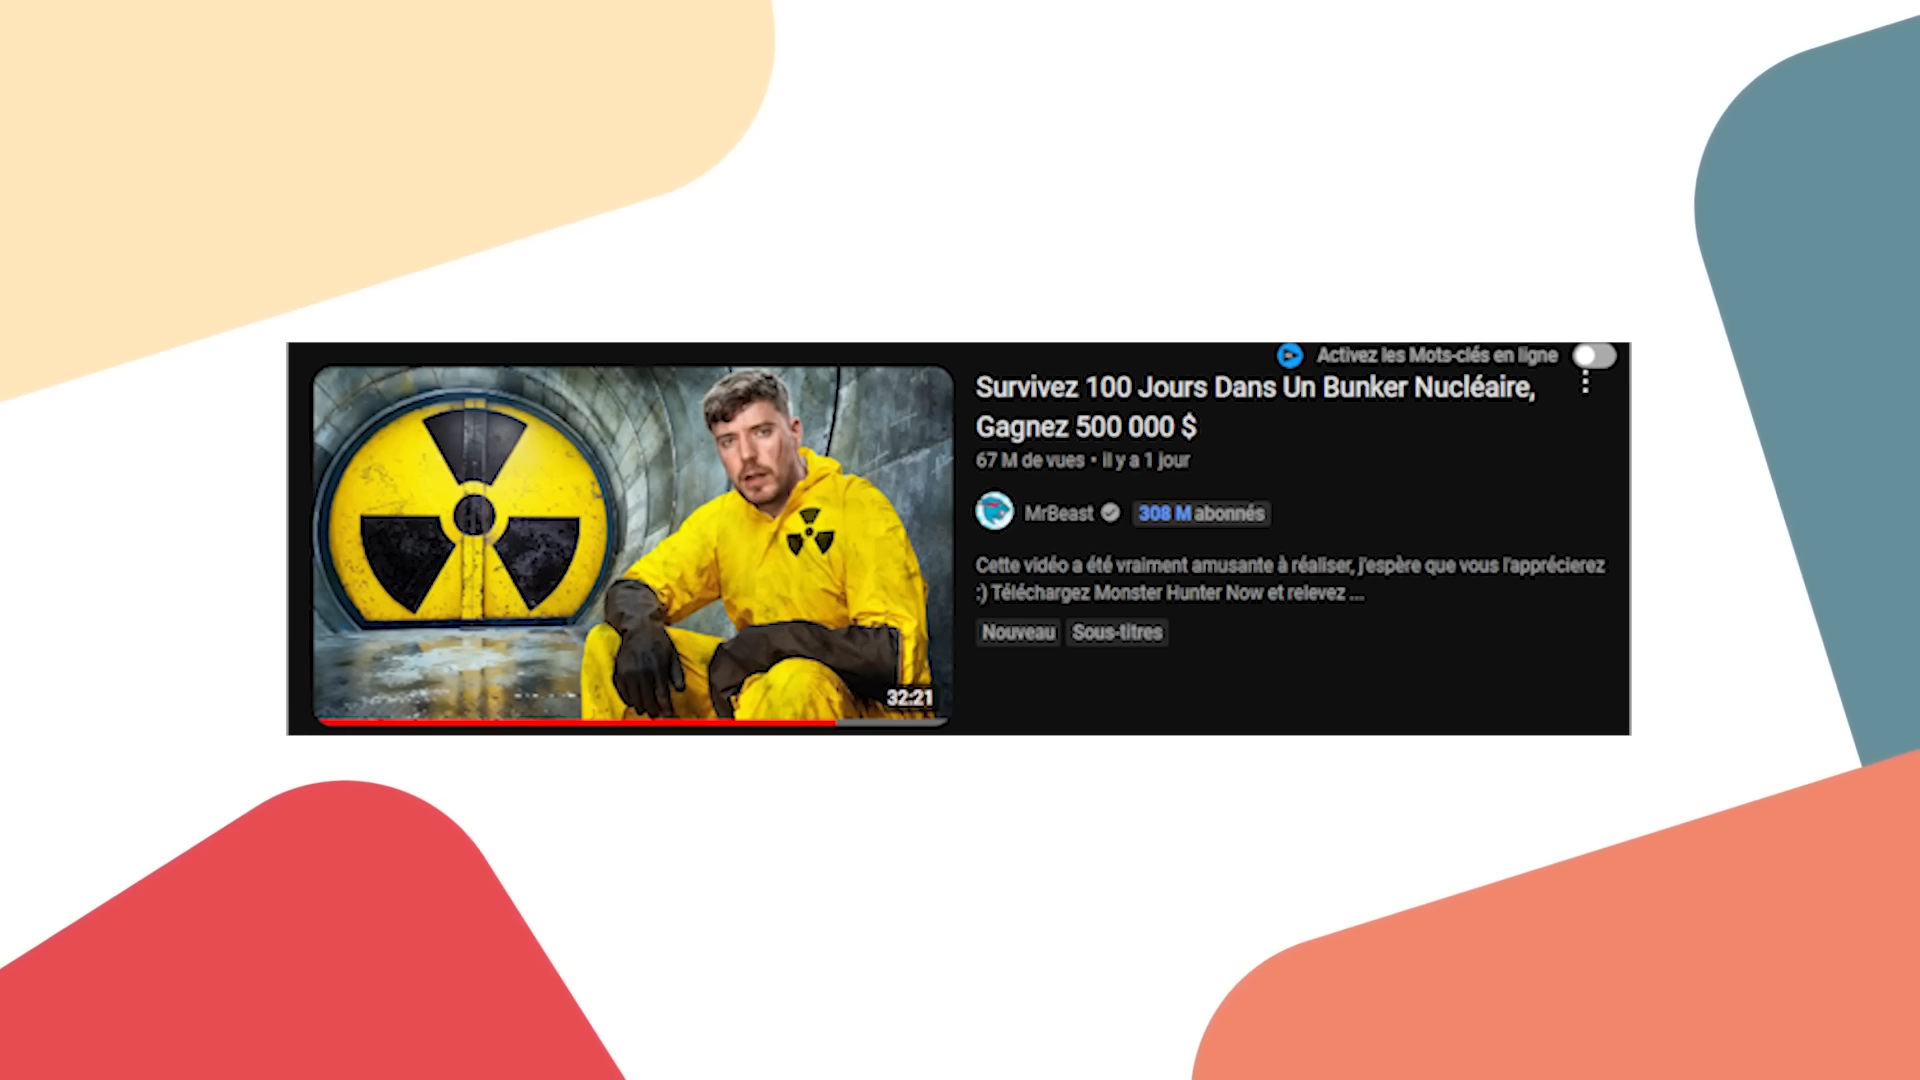 Activez les Mots-clés en ligne
Survivez 100 Jours Dans Un Bunker Nucléaire,
Gagnez 500 000 $
67 M de vues • il y a 1 jour
MrBeast
308 M abonnés
Cette vidéo a été vraiment amusante à réaliser, j'espère que vous l'apprécierez
:) Téléchargez Monster Hunter Now et relevez ...
Nouveau Sous-titres
32:21